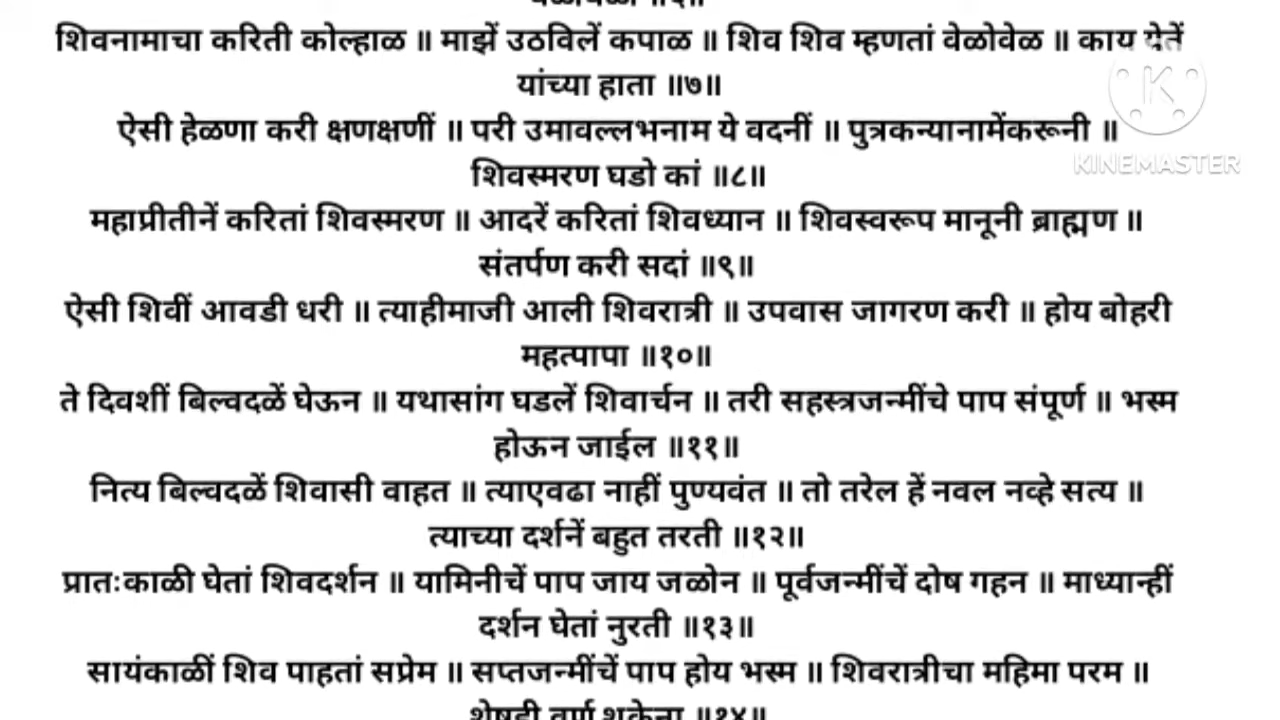 शिवनामाचा करिती कोल्हाळ ॥ माझें उठविलें कपाळ ॥ शिव शिव म्हणतां वेळोवेळ ॥ काय येतें
यांच्या हाता ॥७॥
ऐसी हेळणा करी क्षणक्षणीं ॥ परी उमावल्लभनाम ये वदनीं ॥ पुत्रकन्यानामेंकरूनी ॥
शिवस्मरण घडो कां ॥८॥
KINEMASTER
महाप्रीतीनें करितां शिवस्मरण ॥ आदरें करितां शिवध्यान ॥ शिवस्वरूप मानूनी ब्राह्मण ॥
संतर्पण करी सदां ॥९॥
ऐसी शिवीं आवडी धरी ॥ त्याहीमाजी आली शिवरात्री ॥ उपवास जागरण करी ॥ होय बोहरी
महत्पापा ॥१०॥
ते दिवशीं बिल्वदळें घेऊन ॥ यथासांग घडलें शिवार्चन ॥ तरी सहस्त्रजन्मींचे पाप संपूर्ण ॥ भस्म
होऊन जाईल ॥११॥
नित्य बिल्वदळें शिवासी वाहत ॥ त्याएवढा नाहीं पुण्यवंत ॥ तो तरेल हें नवल नव्हे सत्य ॥
त्याच्या दर्शनें बहुत तरती ॥१२॥
प्रातःकाळी घेतां शिवदर्शन ॥ यामिनीचें पाप जाय जळोन ॥ पूर्वजन्मींचें दोष गहन ॥ माध्यान्हीं
दर्शन घेतां नुरती ॥१३॥
सायंकाळीं शिव पाहतां सप्रेम ॥ सप्तजन्मींचें पाप होय भस्म ॥ शिवरात्रीचा महिमा परम ॥
शेषही वर्णू शकेना ॥१४॥